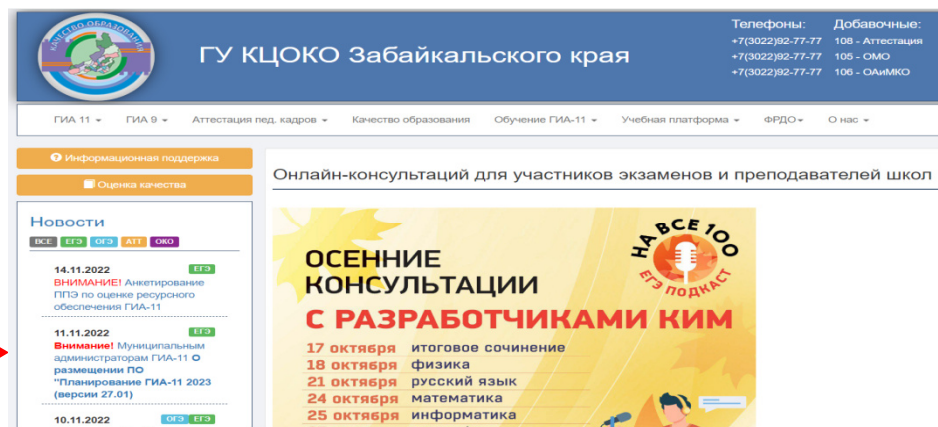 КАЧЕСТВО ОБРАЗОВАНИЯ
ГУ КЦОКО Забайкальского края
Телефоны: Добавочные:
+7(3022)92-77-77 108 - Аттестация
+7(3022)92-77-77 105 - ОМО
+7(3022)92-77-77 106 - ОАиМКО
ГИА 11 ГИА 9 Аттестация пед. кадров Качество образования Обучение ГИА-11 Учебная платформа ФРДО О нас
Информационная поддержка
Оценка качества
Новости
ВСЕ ЕГЭ ОГЭ АТТ ОКО
14.11.2022 ЕГЭ
ВНИМАНИЕ! Анкетирование
ППЭ по оценке ресурсного
обеспечения ГИА-11
11.11.2022 ЕГЭ
Внимание! Муниципальным
администраторам ГИА-11 О
размещении ПО
"Планирование ГИА-11 2023
(версии 27.01)
10.11.2022 ОГЭ ЕГЭ
Онлайн-консультаций для участников экзаменов и преподавателей школ
НА ВСЕ 100
ЕГЭ ПОДКАСТ
ОСЕННИЕ
КОНСУЛЬТАЦИИ
С РАЗРАБОТЧИКАМИ КИМ
17 октября итоговое сочинение
18 октября физика
21 октября русский язык
24 октября математика
25 октября информатика